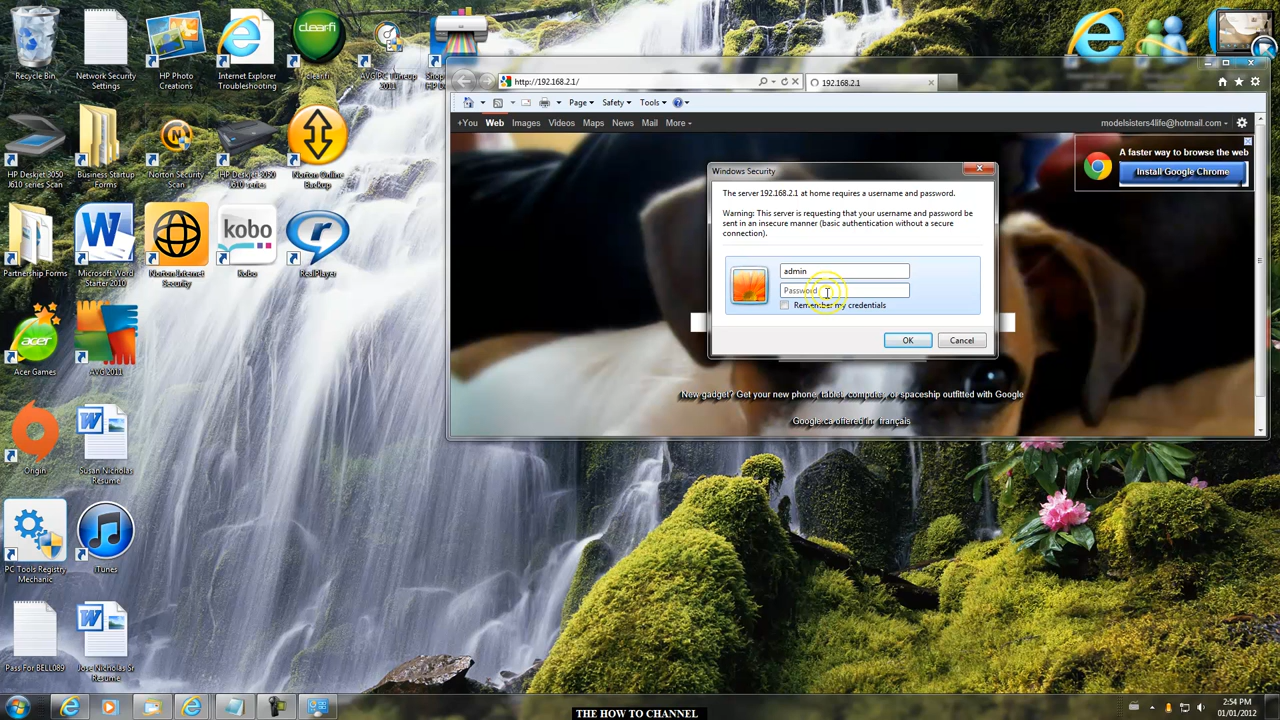 Recycle Bin
Network Security Settings
HP Photo Creations
Internet Explorer Troubleshooting
clear.fi
clear.fi
AVG PC Tuneup 2011
HP Deskjet 3050 J610 series Scan
Business Startup Forms
Norton Security Scan
HP Deskjet 3050 J610 series
Norton Online Backup
Partnership Forms
Microsoft Word Starter 2010
Norton Internet Security
kobo
Kobo
RealPlayer
acer
Acer Games
AVG 2011
Origin
Susan Nicholas Resume
PC Tools Registry Mechanic
iTunes
Pass For BELL089
Jose Nicholas Sr Resume
http://192.168.2.1/
192.168.2.1
Page
Safety
Tools
+You Web Images Videos Maps News Mail More
modelsisters4life@hotmail.com
A faster way to browse the web
Install Google Chrome
Windows Security
The server 192.168.2.1 at home requires a username and password.
Warning: This server is requesting that your username and password be
sent in an insecure manner (basic authentication without a secure
connection).
admin
Password
Remember my credentials
OK
Cancel
New gadget? Get your new phone, tablet, computer, or spaceship outfitted with Google
Google.ca offered in: français
2:54 PM
01/01/2012
THE HOW TO CHANNEL